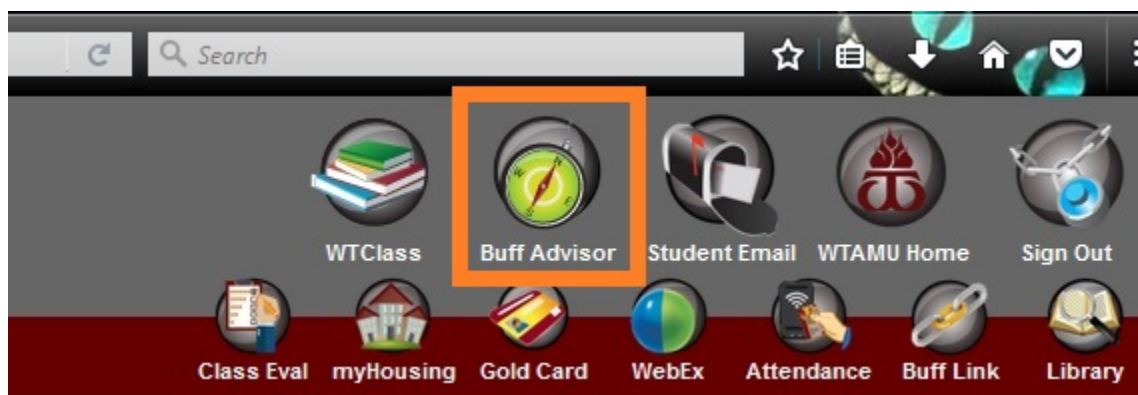 Search
WTClass Buff Advisor Student Email WTAMU Home Sign Out
Class Eval myHousing Gold Card WebEx Attendance Buff Link Library